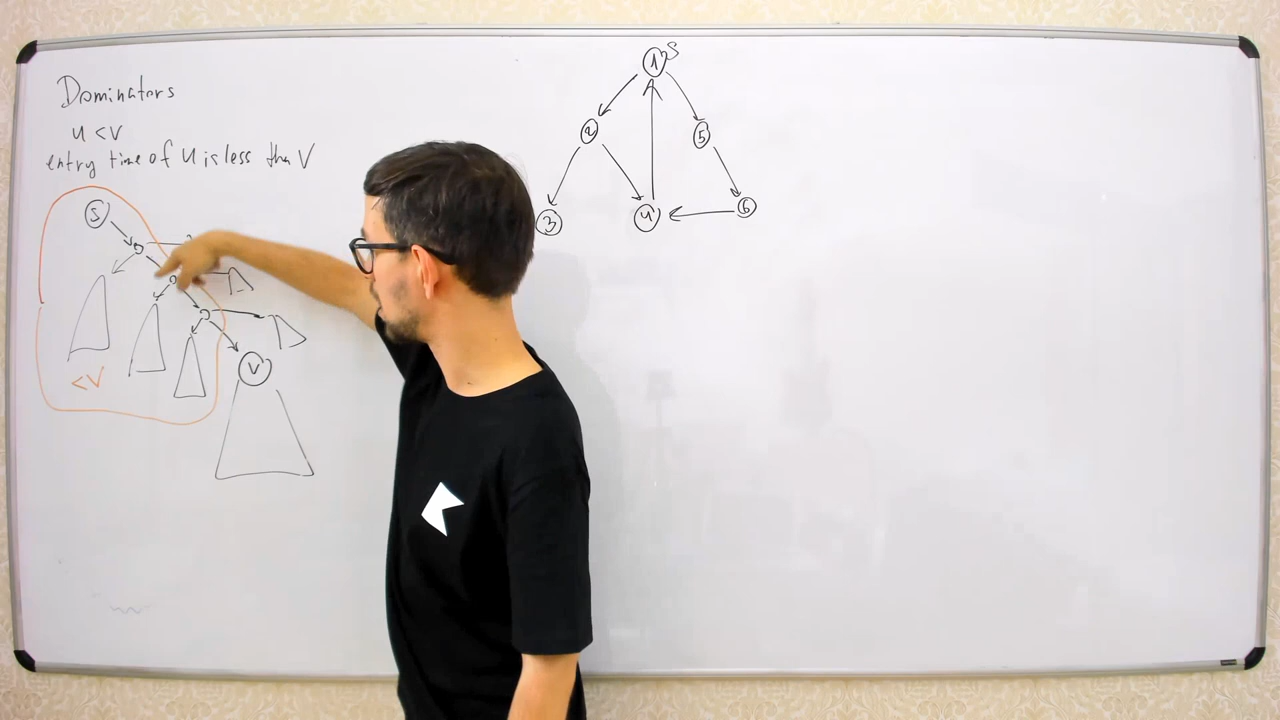 Dominators
u < v
entry time of u is less than v
S
< v
v
1 S
2
5
3
4
6